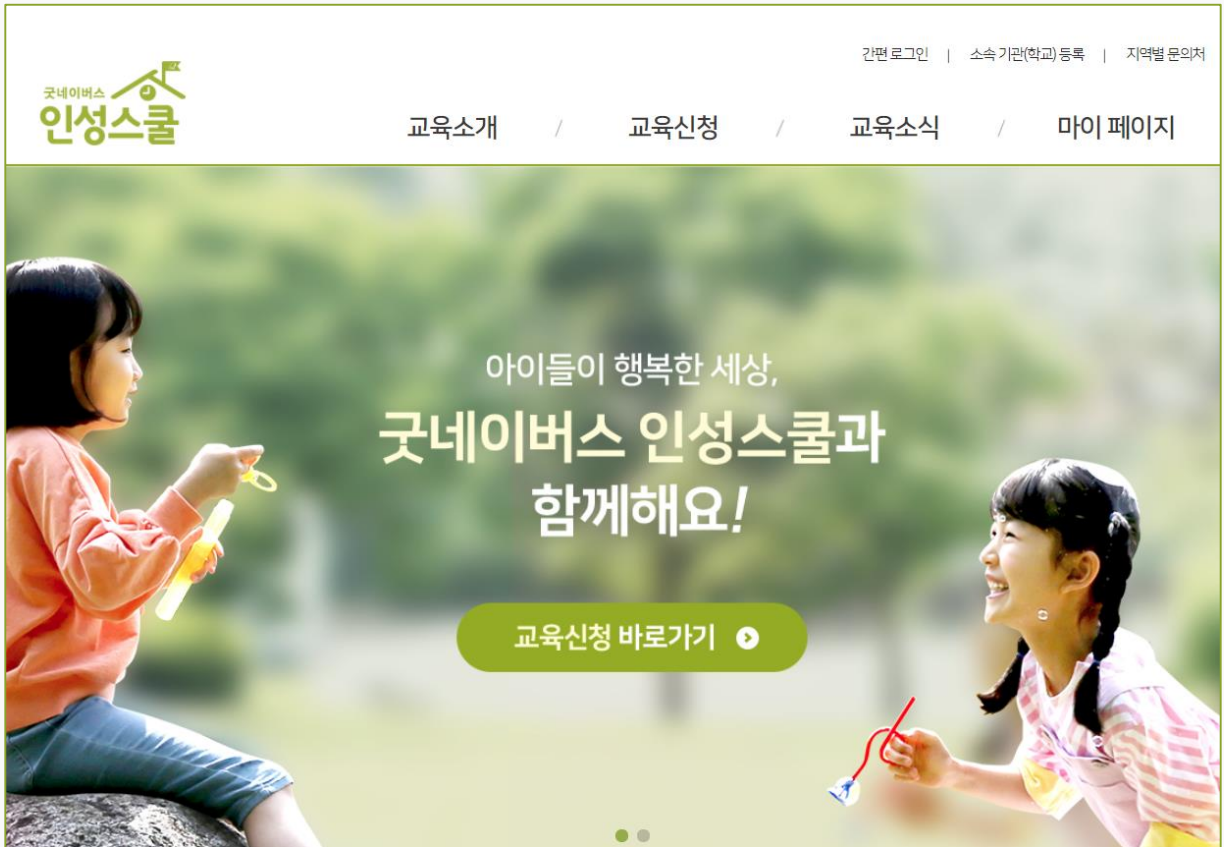 간편 로그인 | 소속 기관(학교) 등록 | 지역별 문의처
굿네이버스
인성스쿨
교육소개 / 교육신청 / 교육소식 / 마이 페이지
아이들이 행복한 세상,
굿네이버스 인성스쿨과
함께해요!
교육신청 바로가기